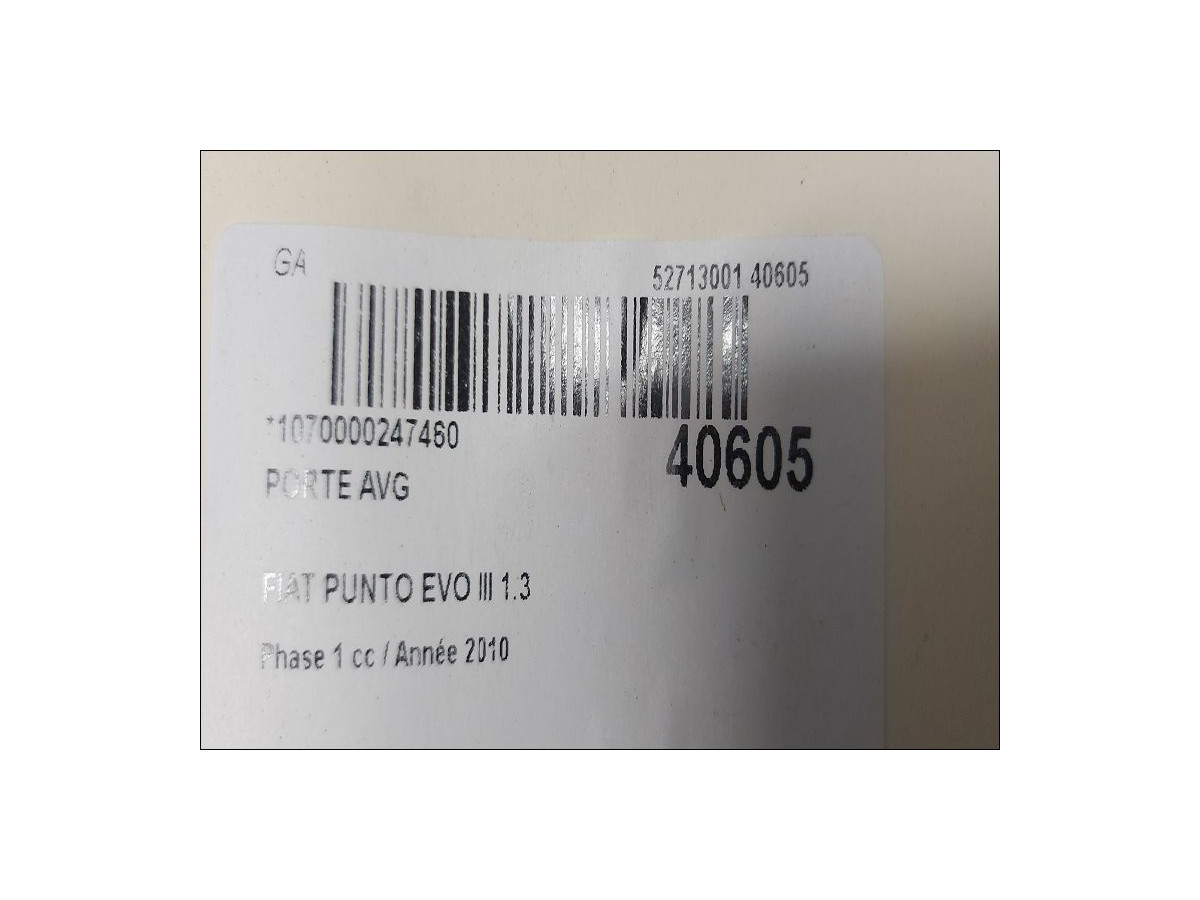 GA
52713001 40605
*1070000247460
40605
PORTE AVG
FIAT PUNTO EVO III 1.3
Phase 1 cc / Année 2010